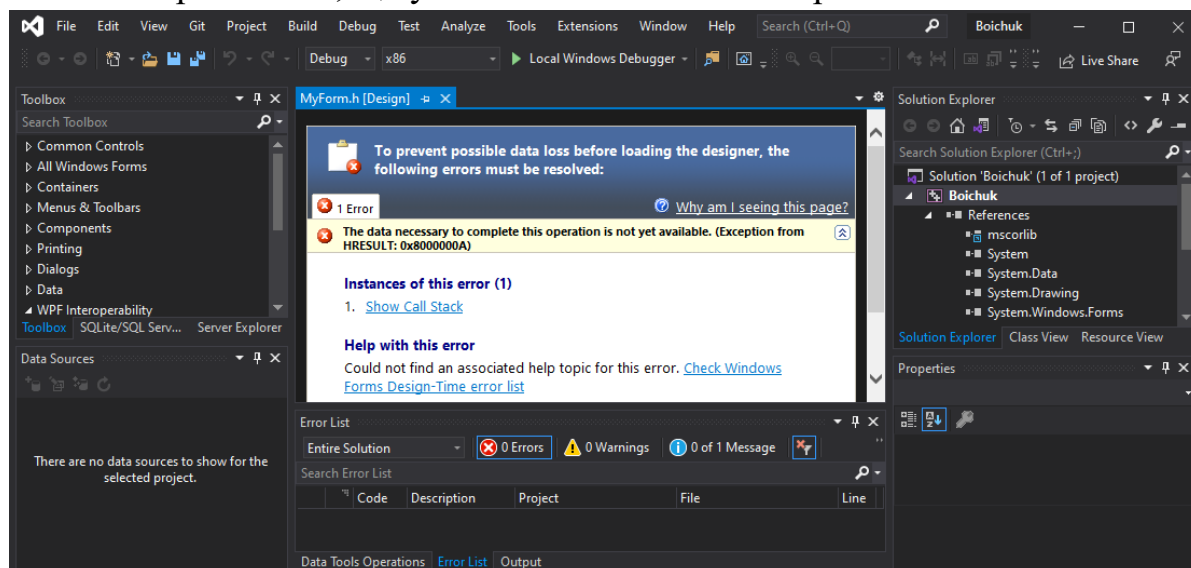 File Edit View Git Project Build Debug Test Analyze Tools Extensions Window Help Search (Ctrl+Q) Boichuk
Debug x86 Local Windows Debugger Live Share
Toolbox
Search Toolbox
Common Controls
All Windows Forms
Containers
Menus & Toolbars
Components
Printing
Dialogs
Data
WPF Interoperability
Toolbox SQLite/SQL Serv... Server Explorer
Data Sources
There are no data sources to show for the
selected project.
MyForm.h [Design]
To prevent possible data loss before loading the designer, the
following errors must be resolved:
1 Error
Why am I seeing this page?
The data necessary to complete this operation is not yet available. (Exception from
HRESULT: 0x8000000A)
Instances of this error (1)
1. Show Call Stack
Help with this error
Could not find an associated help topic for this error. Check Windows
Forms Design-Time error list
Error List
Entire Solution 0 Errors 0 Warnings 0 of 1 Message
Search Error List
Code Description Project File Line
Data Tools Operations Error List Output
Solution Explorer
Search Solution Explorer (Ctrl+;)
Solution 'Boichuk' (1 of 1 project)
Boichuk
References
mscorlib
System
System.Data
System.Drawing
System.Windows.Forms
Solution Explorer Class View Resource View
Properties